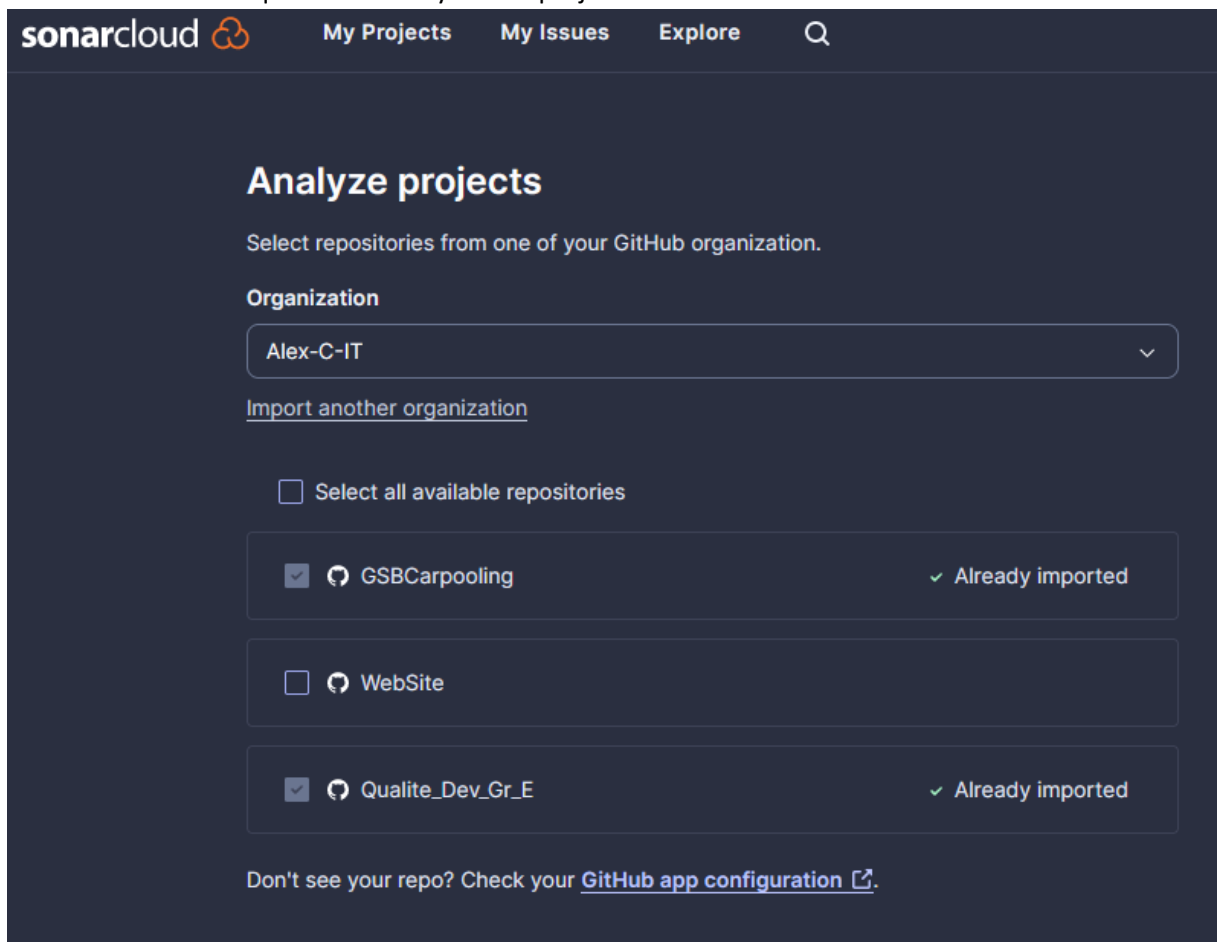 sonarcloud My Projects My Issues Explore
Analyze projects
Select repositories from one of your GitHub organization.
Organization
Alex-C-IT
Import another organization
Select all available repositories
GSBCarpooling Already imported
WebSite
Qualite_Dev_Gr_E Already imported
Don't see your repo? Check your GitHub app configuration.